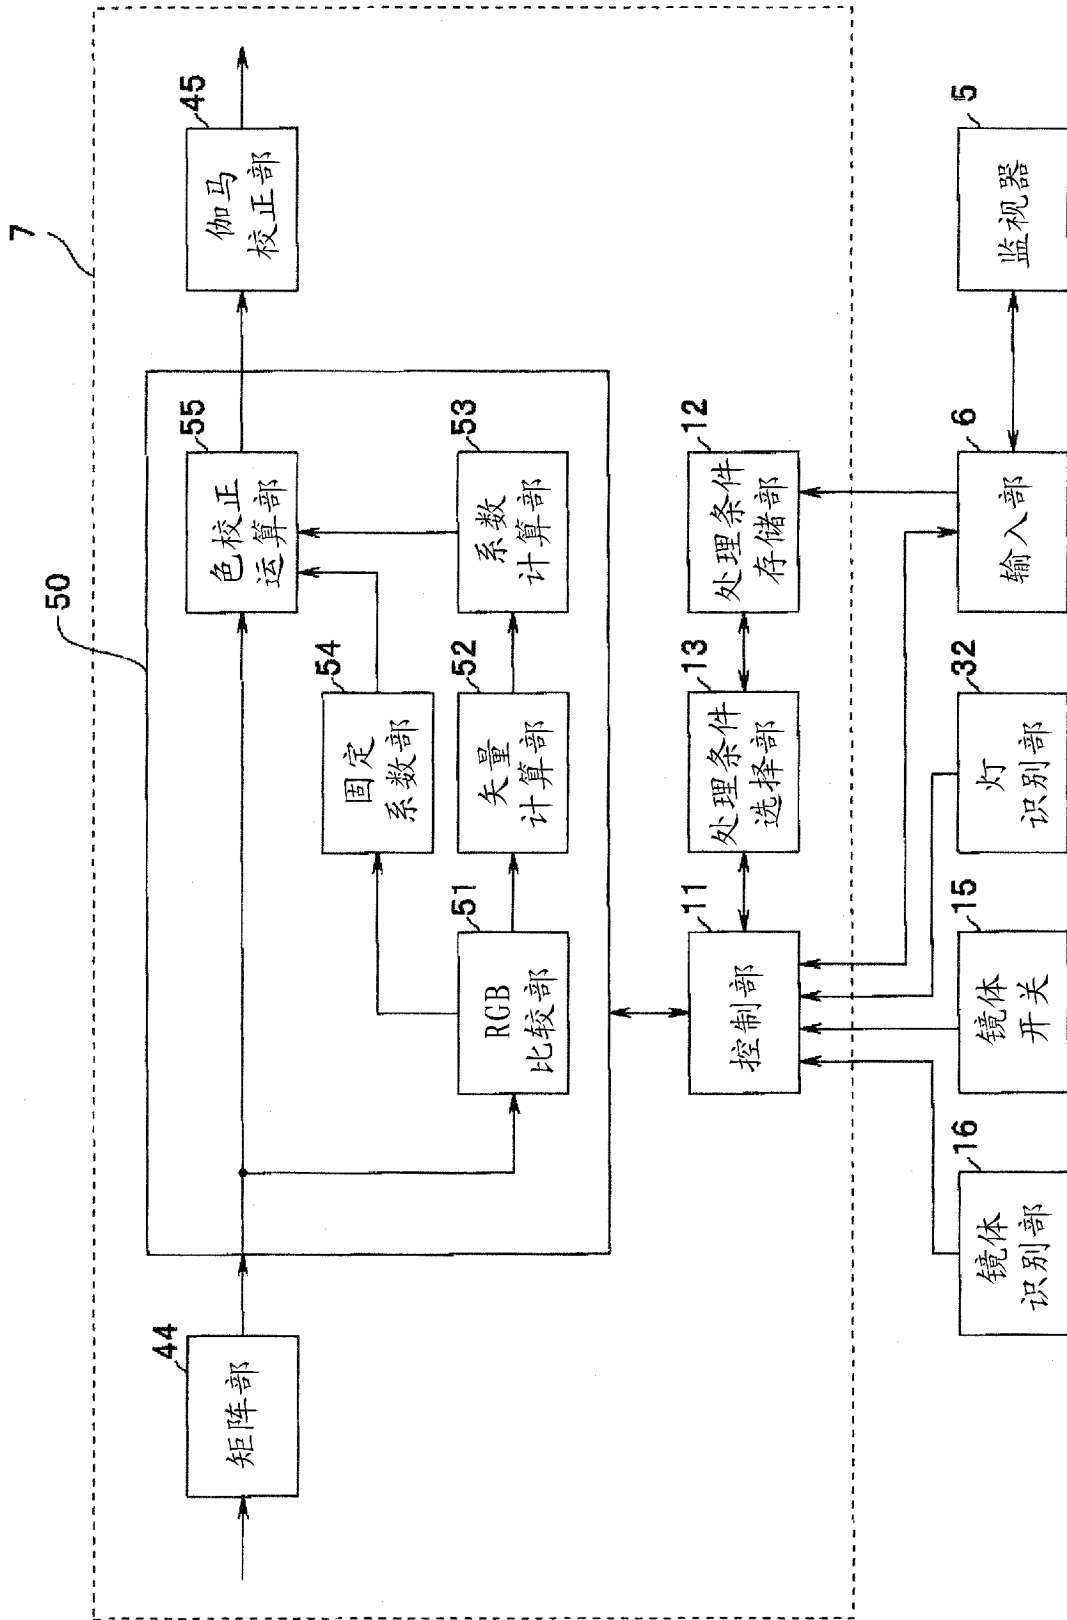 7
50
44
矩阵部
55
色校正
运算部
45
伽马
校正部
54
固定
系数部
51
RGB
比较部
52
矢量
计算部
53
系数
计算部
11
控制部
13
处理条件
选择部
12
处理条件
存储部
16
镜体
识别部
15
镜体
开关
32
灯
识别部
6
输入部
5
监视器